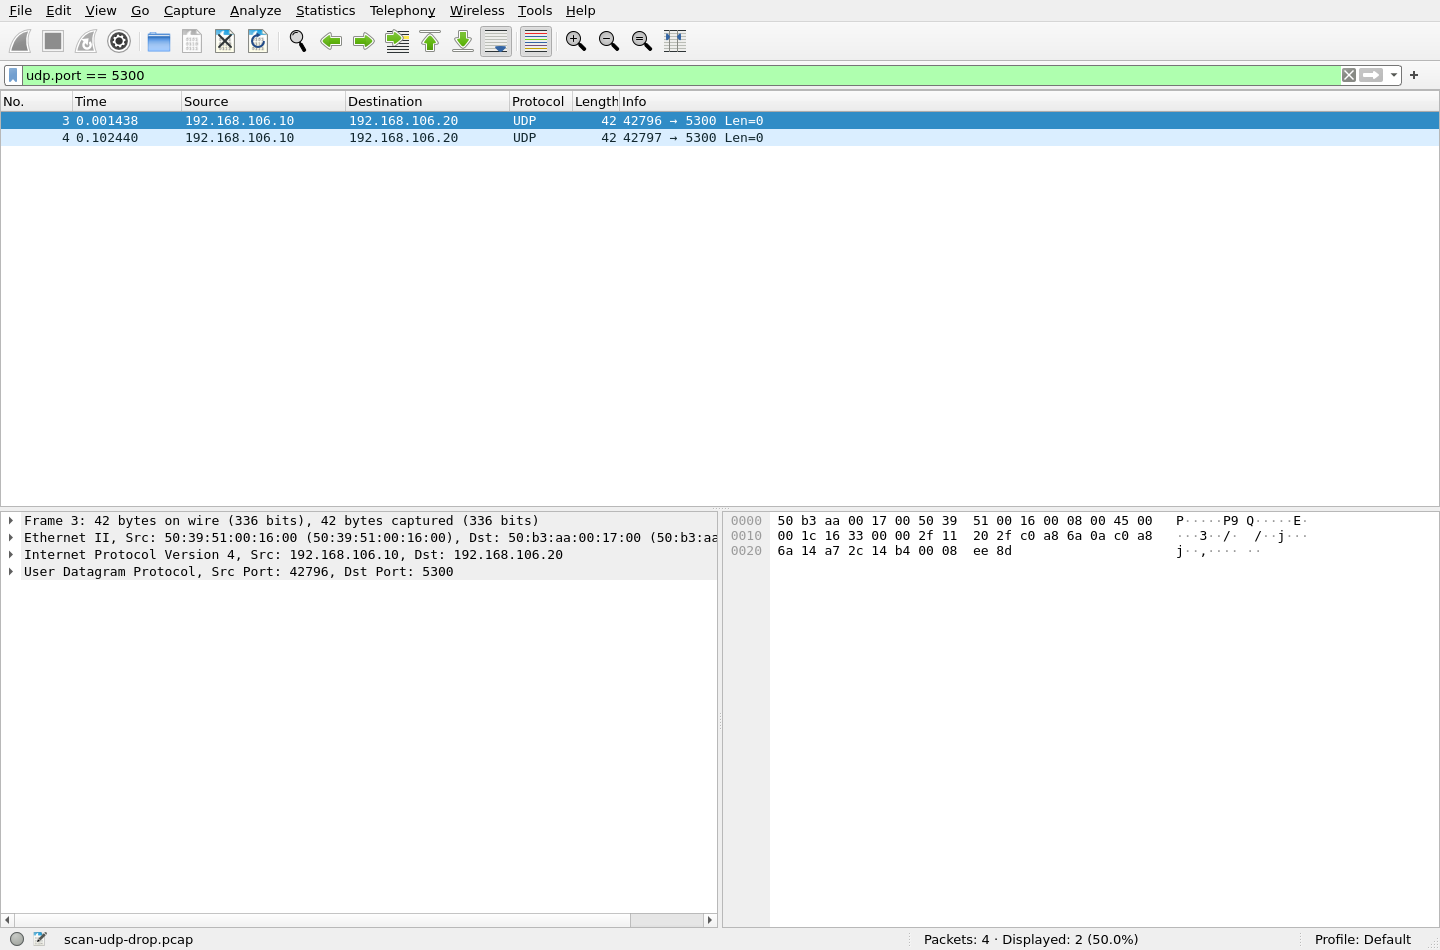 File Edit View Go Capture Analyze Statistics Telephony Wireless Tools Help
udp.port == 5300
No. Time Source Destination Protocol Length Info
3 0.001438 192.168.106.10 192.168.106.20 UDP 42 42796 → 5300 Len=0
4 0.102440 192.168.106.10 192.168.106.20 UDP 42 42797 → 5300 Len=0
Frame 3: 42 bytes on wire (336 bits), 42 bytes captured (336 bits)
Ethernet II, Src: 50:39:51:00:16:00 (50:39:51:00:16:00), Dst: 50:b3:aa:00:17:00 (50:b3:aa
Internet Protocol Version 4, Src: 192.168.106.10, Dst: 192.168.106.20
User Datagram Protocol, Src Port: 42796, Dst Port: 5300
0000 50 b3 aa 00 17 00 50 39 51 00 16 00 08 00 45 00 P·····P9 Q·····E·
0010 00 1c 16 33 00 00 2f 11 20 2f c0 a8 6a 0a c0 a8 ···3··/· /··j···
0020 6a 14 a7 2c 14 b4 00 08 ee 8d j··,···· ··
scan-udp-drop.pcap
Packets: 4 · Displayed: 2 (50.0%)
Profile: Default